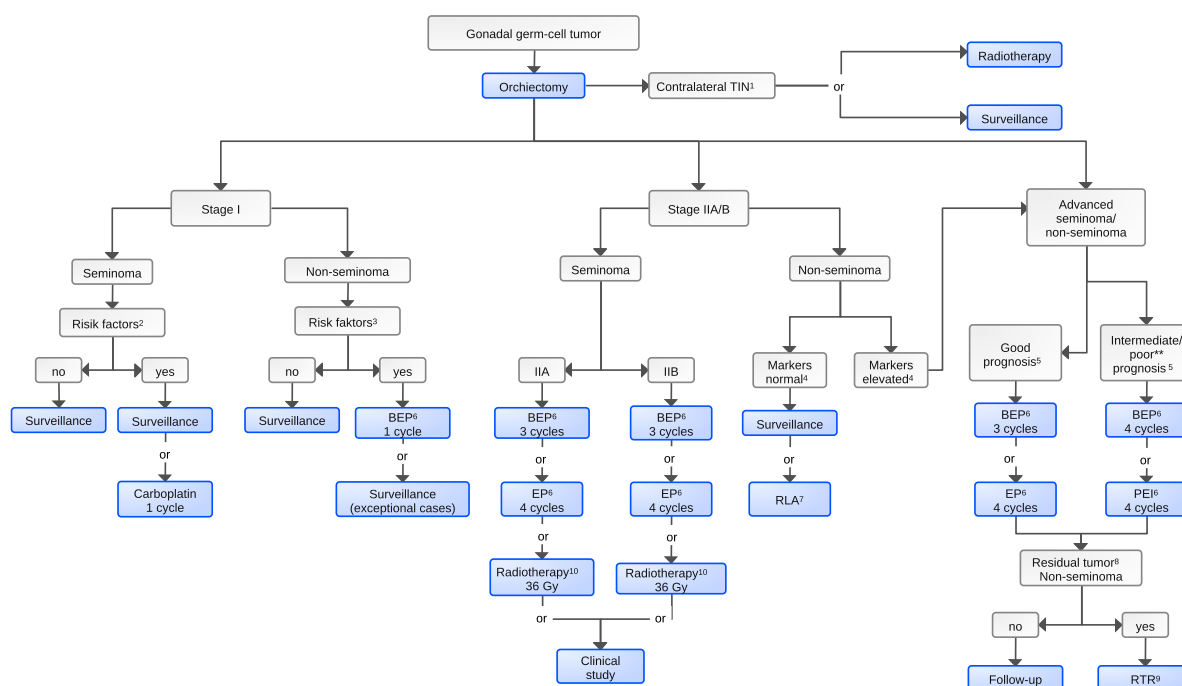 Gonadal germ-cell tumor
Orchiectomy
Contralateral TIN¹
or
Radiotherapy
Surveillance
Stage I
Stage IIA/B
Advanced
seminoma/
non-seminoma
Seminoma
Non-seminoma
Seminoma
Non-seminoma
Risik factors²
Risk faktors³
no
yes
no
yes
IIA
IIB
Markers
normal⁴
Markers
elevated⁴
Good
prognosis⁵
Intermediate/
poor**
prognosis ⁵
Surveillance
Surveillance
or
Carboplatin
1 cycle
Surveillance
BEP⁶
1 cycle
or
Surveillance
(exceptional cases)
BEP⁶
3 cycles
or
EP⁶
4 cycles
or
Radiotherapy¹⁰
36 Gy
or
BEP⁶
3 cycles
or
EP⁶
4 cycles
or
Radiotherapy¹⁰
36 Gy
or
Clinical
study
Surveillance
or
RLA⁷
BEP⁶
3 cycles
or
EP⁶
4 cycles
BEP⁶
4 cycles
or
PEI⁶
4 cycles
Residual tumor⁸
Non-seminoma
no
yes
Follow-up
RTR⁹